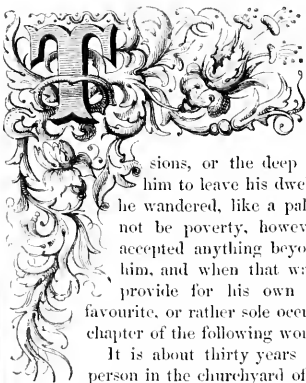 T
sions, or the deep
him to leave his dwe
he wandered, like a pal
not be poverty, howev
accepted anything beyo
him, and when that wa
provide for his own
favourite, or rather sole occu
chapter of the following wor
It is about thirty years
person in the churchyard of